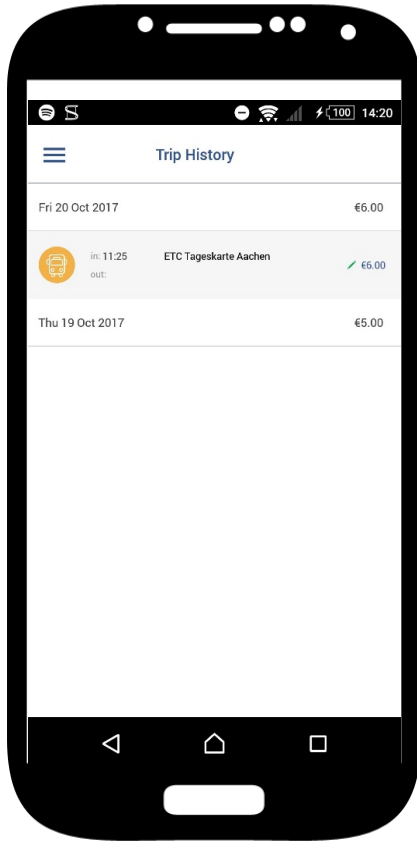 100 14:20
Trip History
Fri 20 Oct 2017 €6.00
in: 11:25 ETC Tageskarte Aachen
€6.00
out:
Thu 19 Oct 2017 €5.00